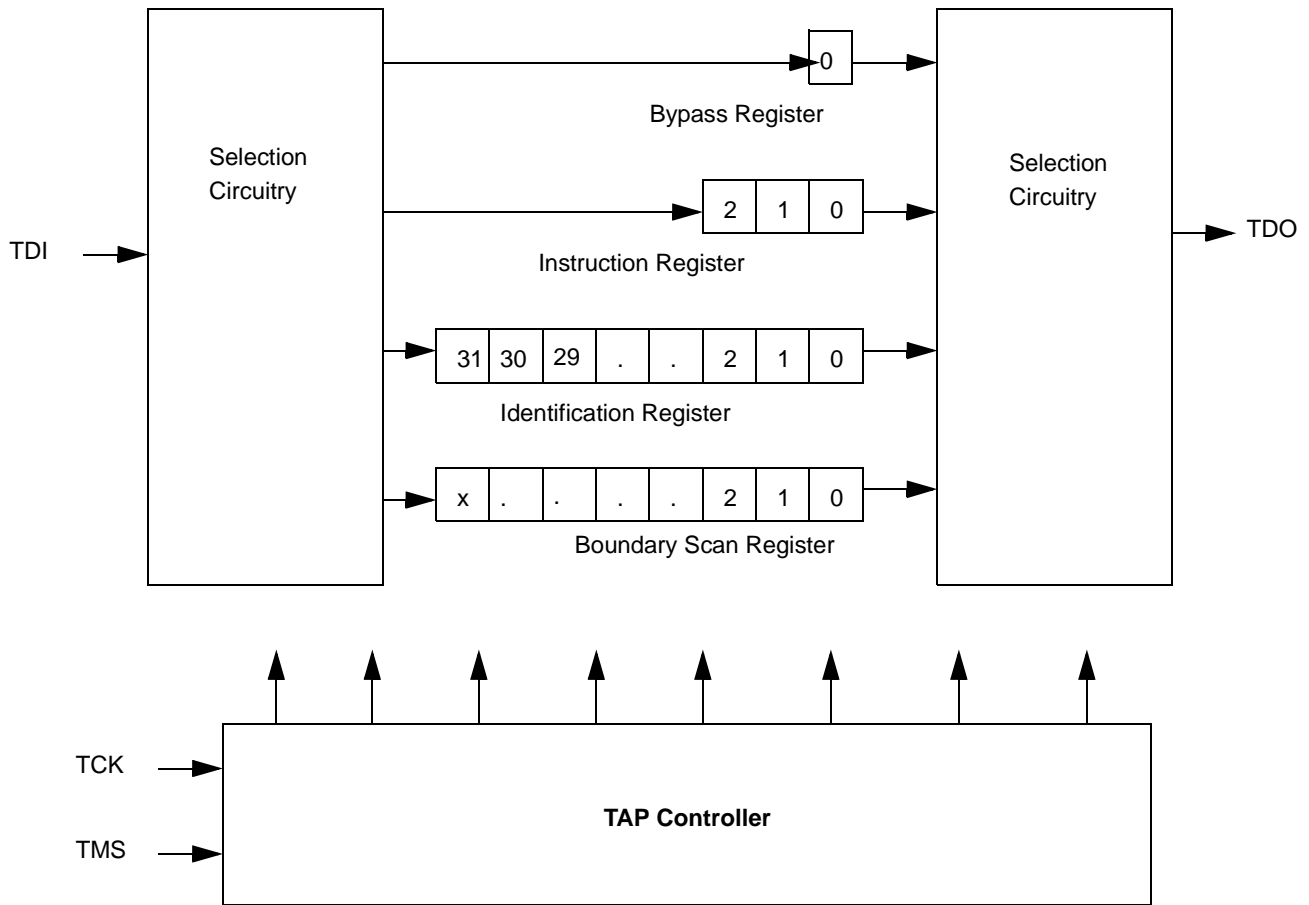 0
Bypass Register
Selection
Circuitry
Selection
Circuitry
2 1 0
TDI
TDO
Instruction Register
31 30 29 . . 2 1 0
Identification Register
x . . . . 2 1 0
Boundary Scan Register
TCK
TAP Controller
TMS